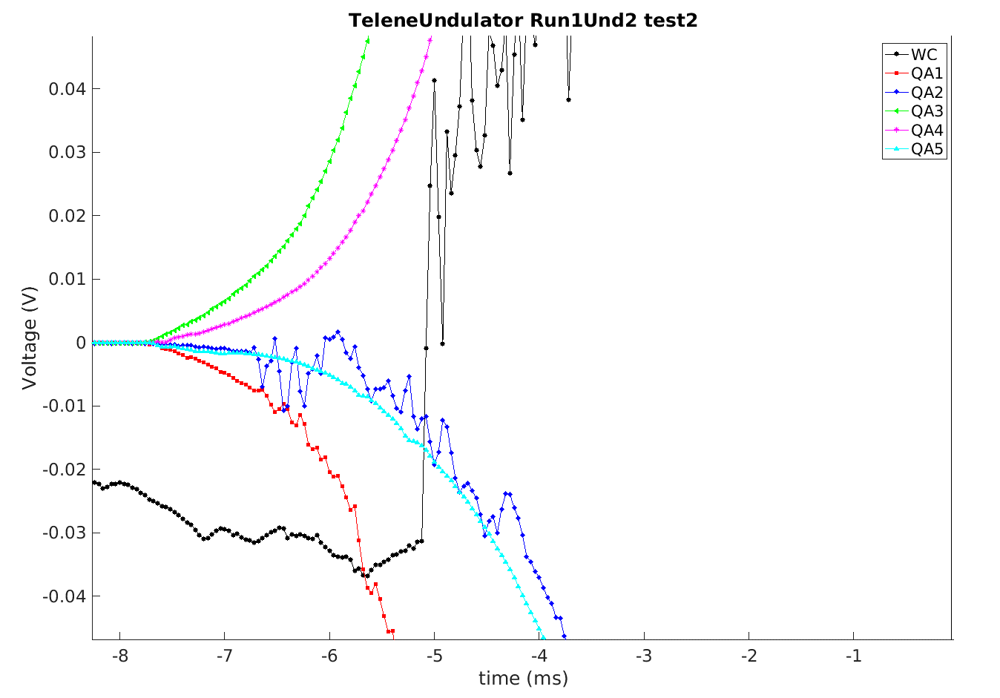 TeleneUndulator Run1Und2 test2
WC
QA1
QA2
QA3
QA4
QA5
Voltage (V)
0.04
0.03
0.02
0.01
0
-0.01
-0.02
-0.03
-0.04
-8 -7 -6 -5 -4 -3 -2 -1
time (ms)